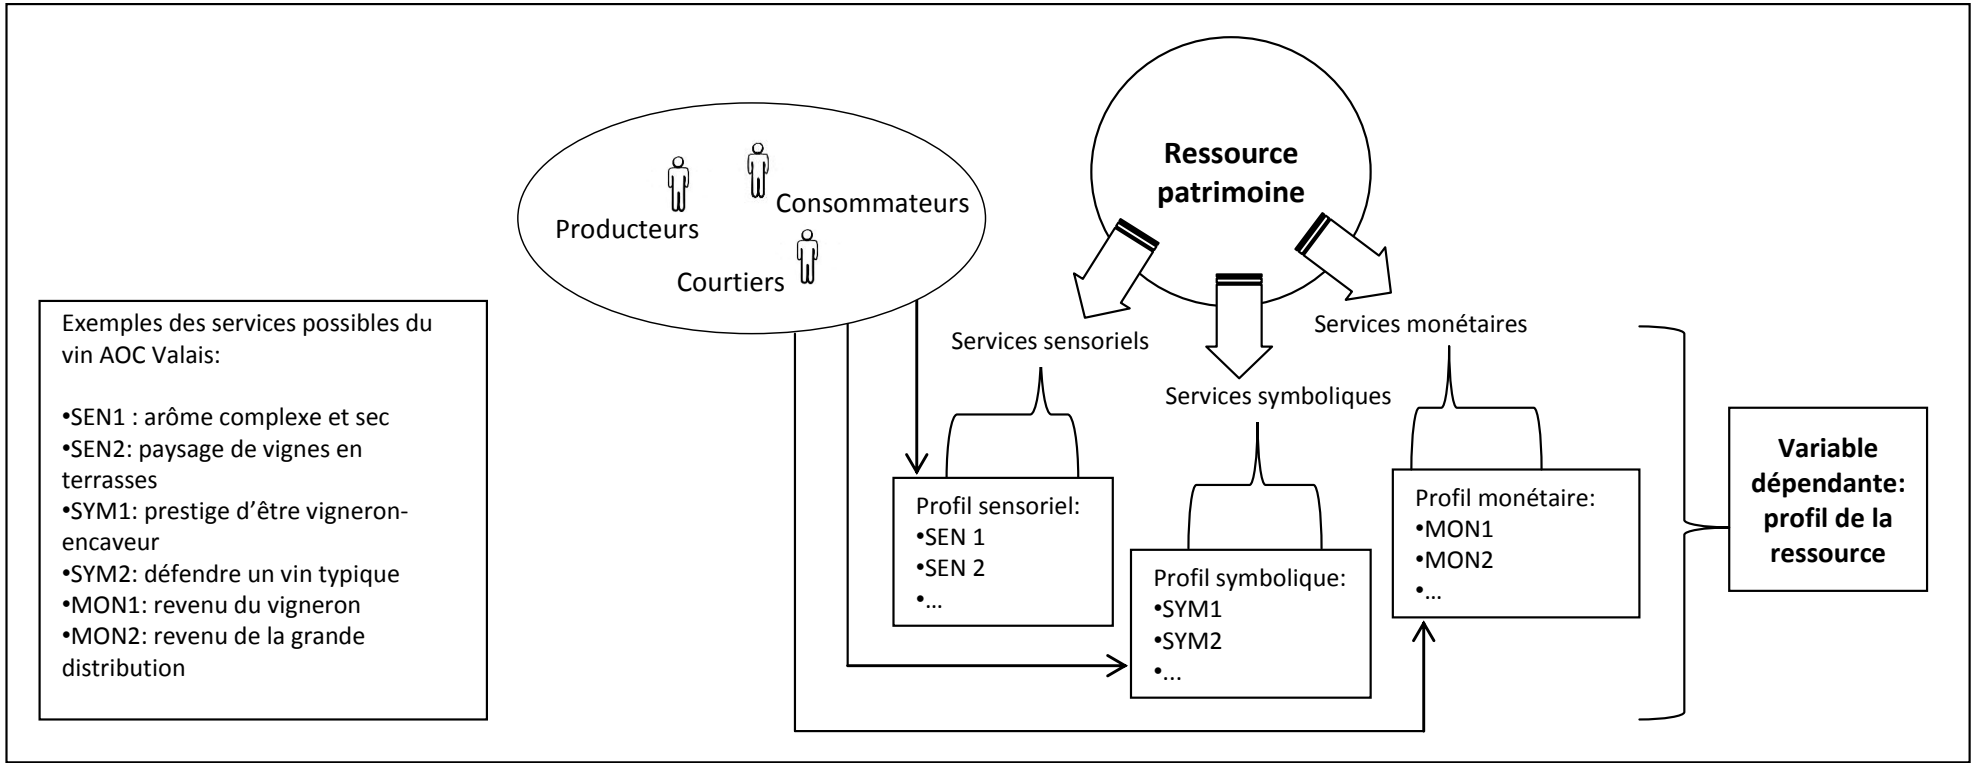 Ressource
patrimoine
Consommateurs
Producteurs
Courtiers
Exemples des services possibles du
vin AOC Valais:
•SEN1 : arôme complexe et sec
•SEN2: paysage de vignes en
terrasses
•SYM1: prestige d’être vigneron-
encaveur
•SYM2: défendre un vin typique
•MON1: revenu du vigneron
•MON2: revenu de la grande
distribution
Services sensoriels
Services symboliques
Services monétaires
Profil sensoriel:
•SEN 1
•SEN 2
•...
Profil symbolique:
•SYM1
•SYM2
•...
Profil monétaire:
•MON1
•MON2
•...
Variable
dépendante:
profil de la
ressource